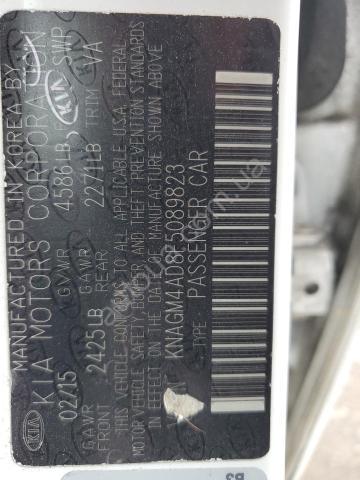 MANUFACTURED IN KOREA BY
KIA MOTORS CORPORATION
02/15 GVWR 4586LB SWP
GAWR FRONT 2425LB GAWR REAR 2271LB TRIM VA
THIS VEHICLE CONFORMS TO ALL APPLICABLE U.S.A. FEDERAL
MOTOR VEHICLE SAFETY BUMPER AND THEFT PREVENTION STANDARDS
IN EFFECT ON THE DATE OF MANUFACTURE SHOWN ABOVE
KNAGM4AD8F5089823
TYPE: PASSENGER CAR
KIA